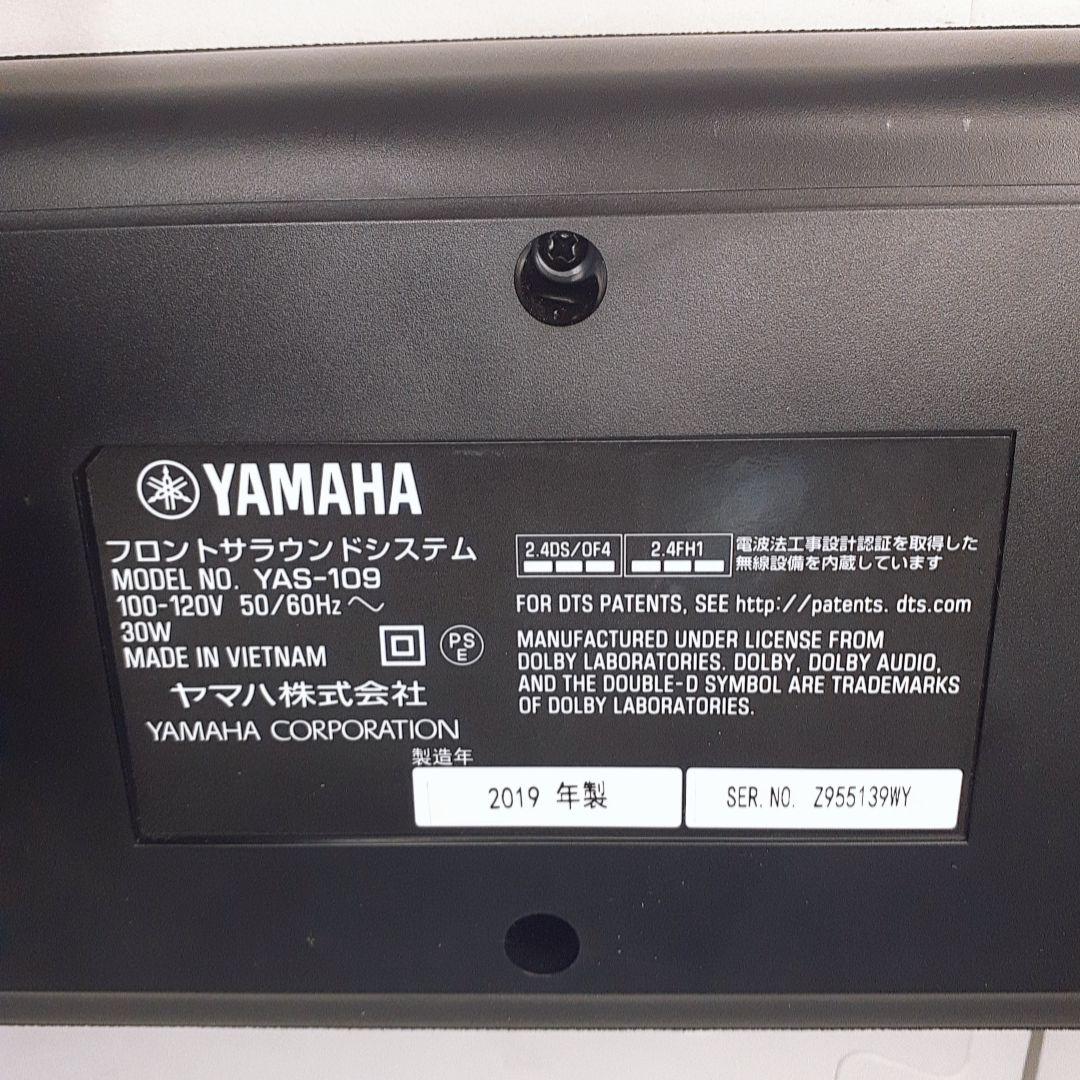 YAMAHA
フロントサラウンドシステム
MODEL NO. YAS-109
100-120V 50/60Hz ～
30W
MADE IN VIETNAM
PS
E
ヤマハ株式会社
YAMAHA CORPORATION
2.4DS/OF4
2.4FH1
電波法工事設計認証を取得した
無線設備を内蔵しています
FOR DTS PATENTS, SEE http://patents.dts.com
MANUFACTURED UNDER LICENSE FROM
DOLBY LABORATORIES. DOLBY, DOLBY AUDIO,
AND THE DOUBLE-D SYMBOL ARE TRADEMARKS
OF DOLBY LABORATORIES.
製造年
2019 年製
SER. NO. Z955139WY